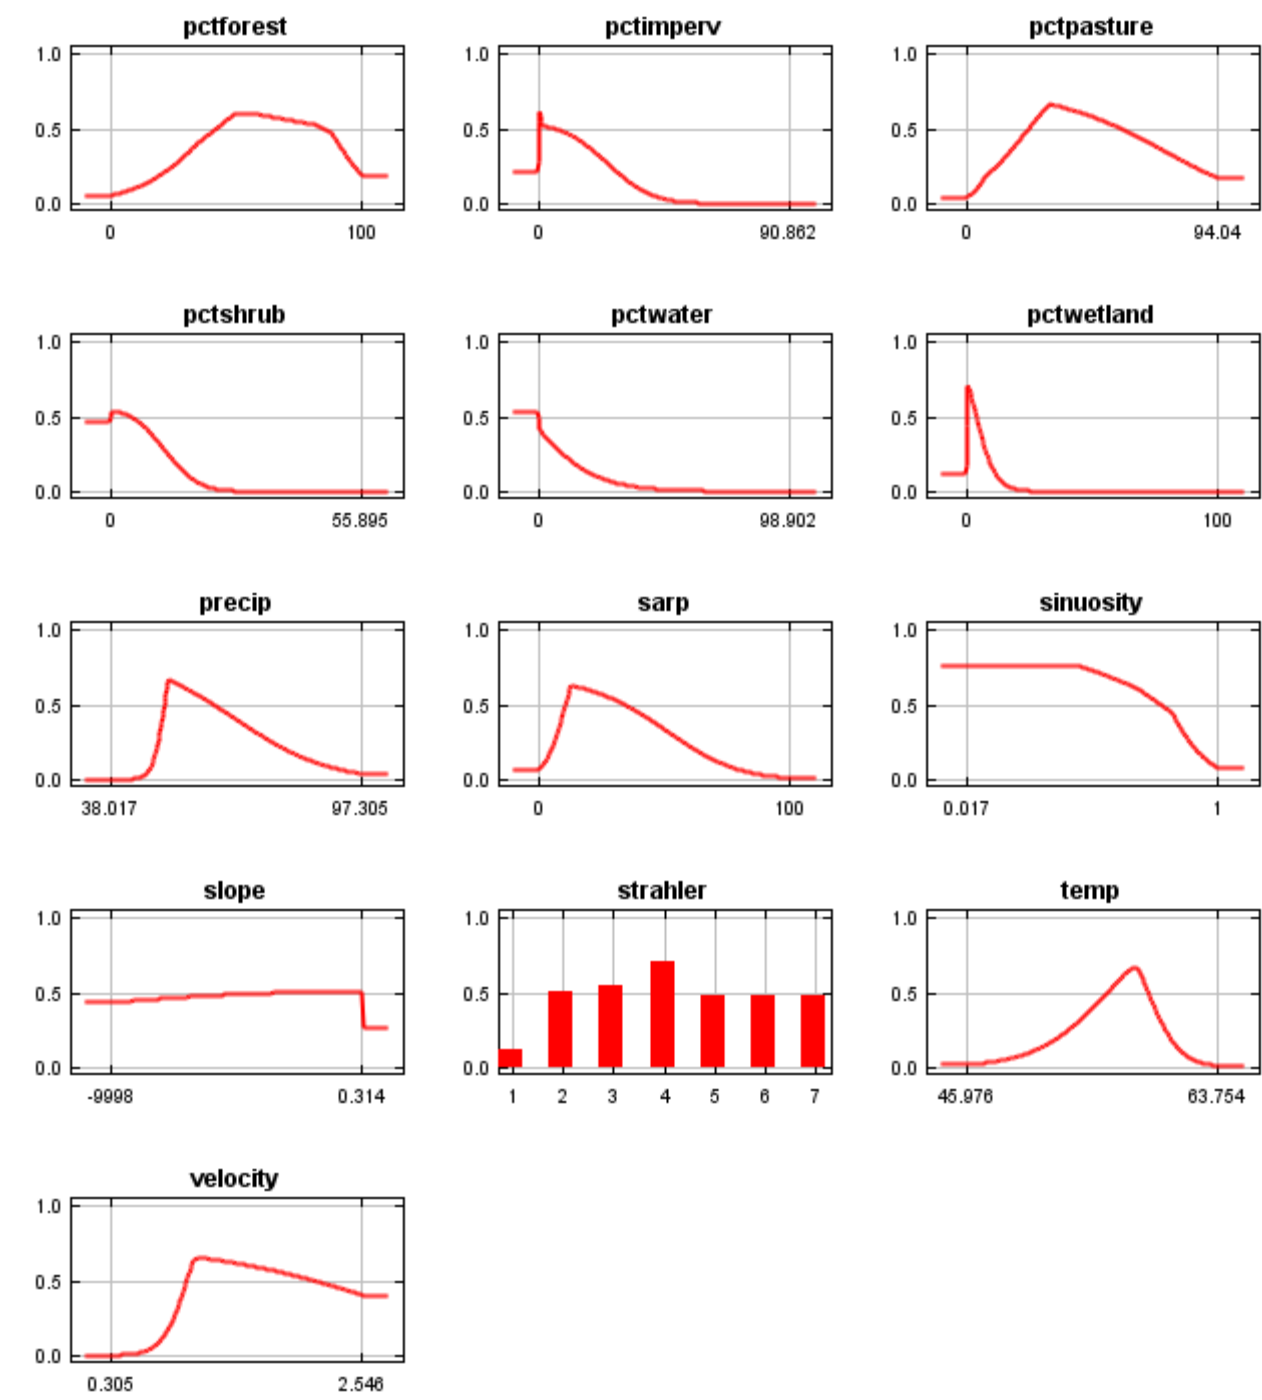 pctforest pctimperv pctpasture
1.0 1.0 1.0
0.5 0.5 0.5
0.0 0.0 0.0
0 100 0 90.862 0 94.04
pctshrub pctwater pctwetland
1.0 1.0 1.0
0.5 0.5 0.5
0.0 0.0 0.0
0 55.895 0 98.902 0 100
precip sarp sinuosity
1.0 1.0 1.0
0.5 0.5 0.5
0.0 0.0 0.0
38.017 97.305 0 100 0.017 1
slope strahler temp
1.0 1.0 1.0
0.5 0.5 0.5
0.0 0.0 0.0
-9998 0.314 1 2 3 4 5 6 7 45.976 63.754
velocity
1.0
0.5
0.0
0.305 2.546